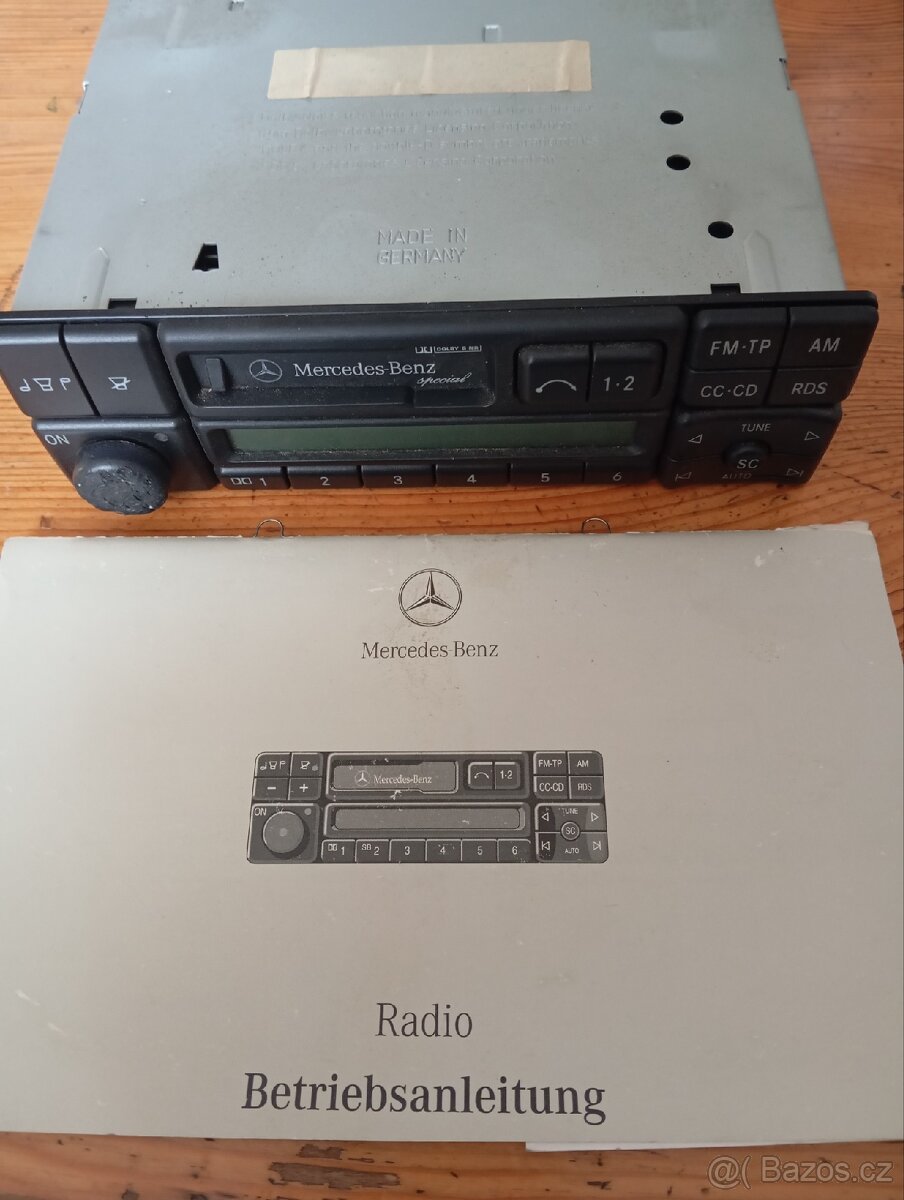 MADE IN
GERMANY
DOLBY B NR
Mercedes-Benz
special
FM·TP
AM
1·2
CC·CD
RDS
ON
TUNE
SC
AUTO
1 2 3 4 5 6
Mercedes-Benz
Mercedes-Benz
FM·TP AM
1·2
CC·CD RDS
− +
ON
TUNE
SC
AUTO
1 2 3 4 5 6
Radio
Betriebsanleitung
@( Bazoš.cz